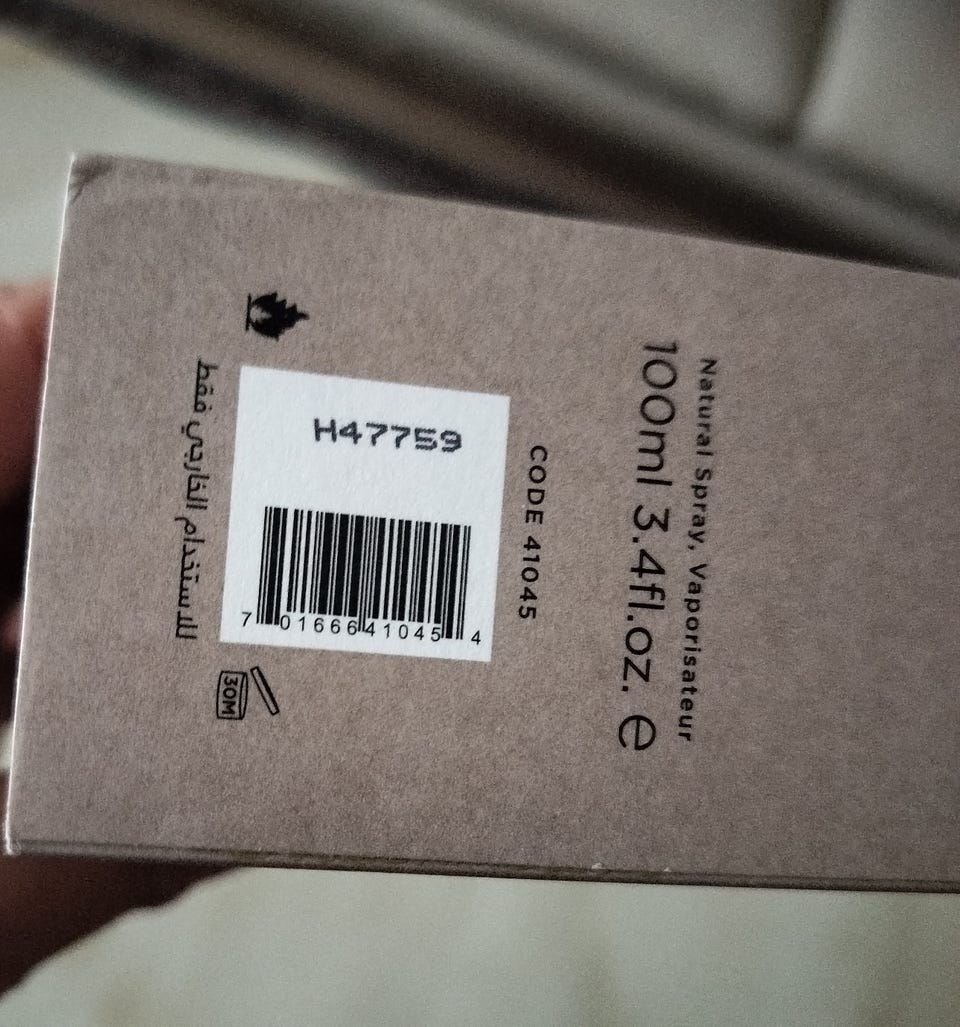 Natural Spray, Vaporisateur
100ml 3.4fl.oz. e
CODE 41045
H47759
7 01666 41045 4
30M
للاستخدام الخارجي فقط